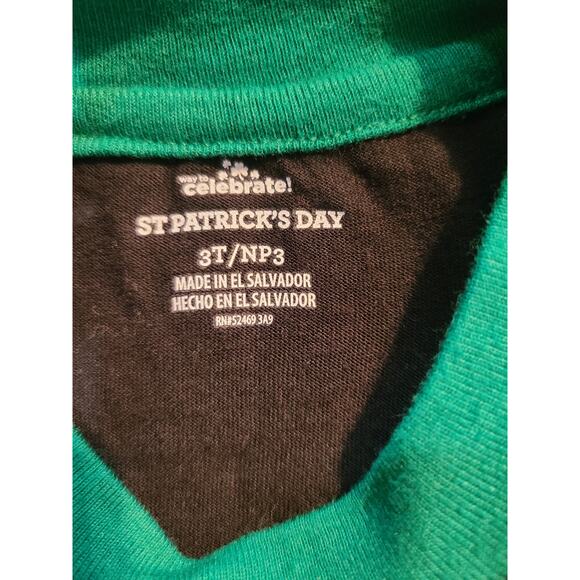 way to
celebrate!
ST PATRICK'S DAY
3T/NP3
MADE IN EL SALVADOR
HECHO EN EL SALVADOR
RN#52469 3A9